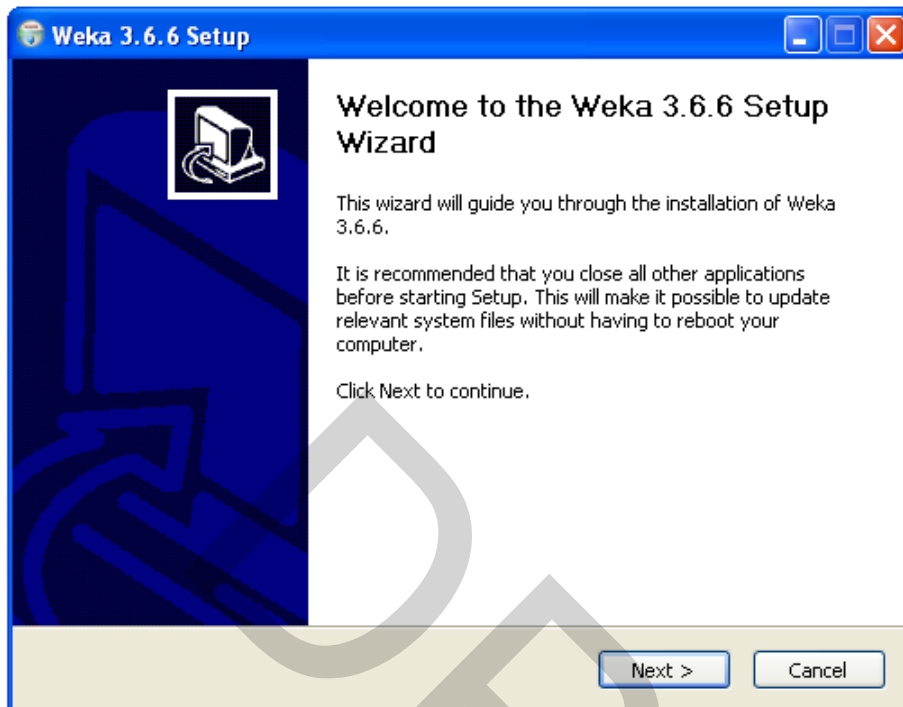 Weka 3.6.6 Setup
Welcome to the Weka 3.6.6 Setup
Wizard
This wizard will guide you through the installation of Weka
3.6.6.
It is recommended that you close all other applications
before starting Setup. This will make it possible to update
relevant system files without having to reboot your
computer.
Click Next to continue.
Next >
Cancel